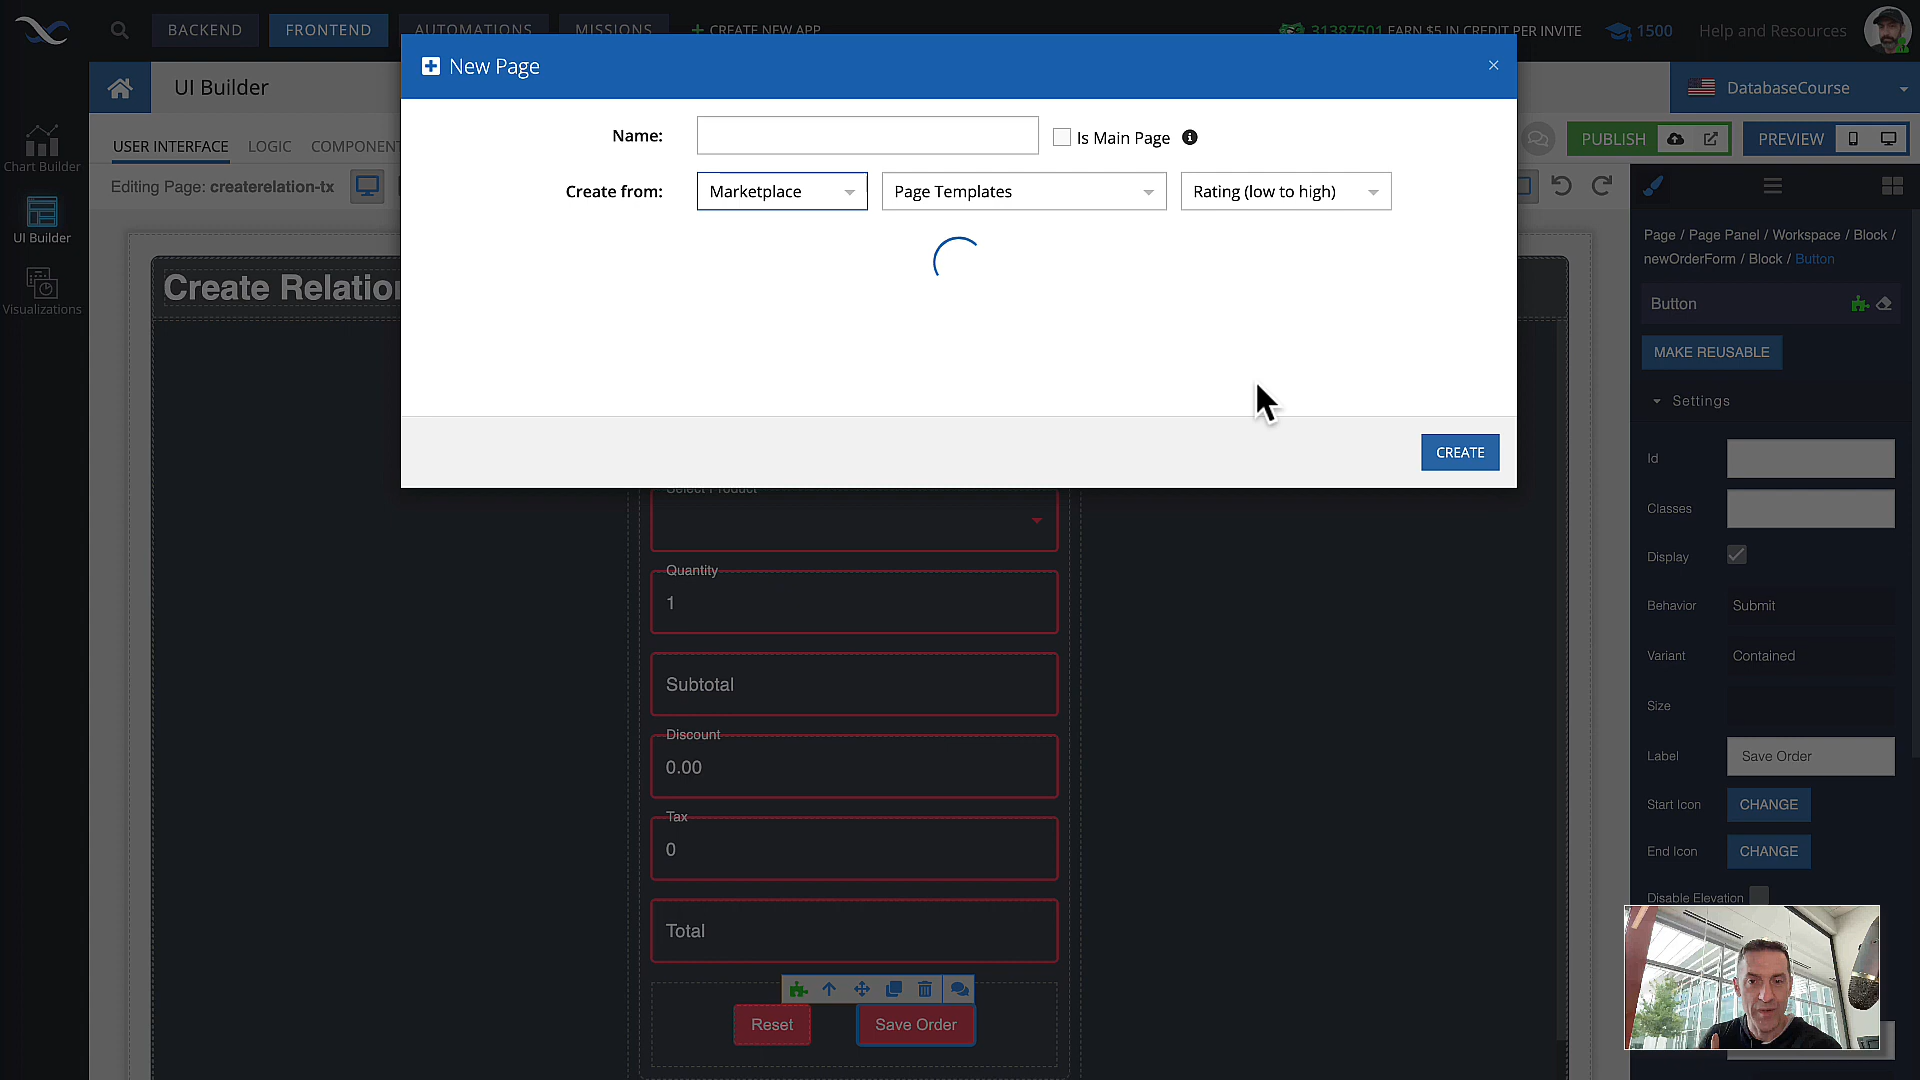 BACKEND
FRONTEND
AUTOMATIONS
MISSIONS
+ CREATE NEW APP
31387501 EARN $5 IN CREDIT PER INVITE
1500
Help and Resources
UI Builder
New Page
×
DatabaseCourse
Name:
Is Main Page
Create from:
Marketplace
Page Templates
Rating (low to high)
CREATE
USER INTERFACE
LOGIC
COMPONENT
PUBLISH
PREVIEW
Editing Page: createrelation-tx
Chart Builder
UI Builder
Visualizations
Create Relation
Select Product
Quantity
1
Subtotal
Discount
0.00
Tax
0
Total
Reset
Save Order
Page / Page Panel / Workspace / Block /
newOrderForm / Block / Button
Button
MAKE REUSABLE
Settings
Id
Classes
Display
Behavior
Submit
Variant
Contained
Size
Label
Save Order
Start Icon
CHANGE
End Icon
CHANGE
Disable Elevation